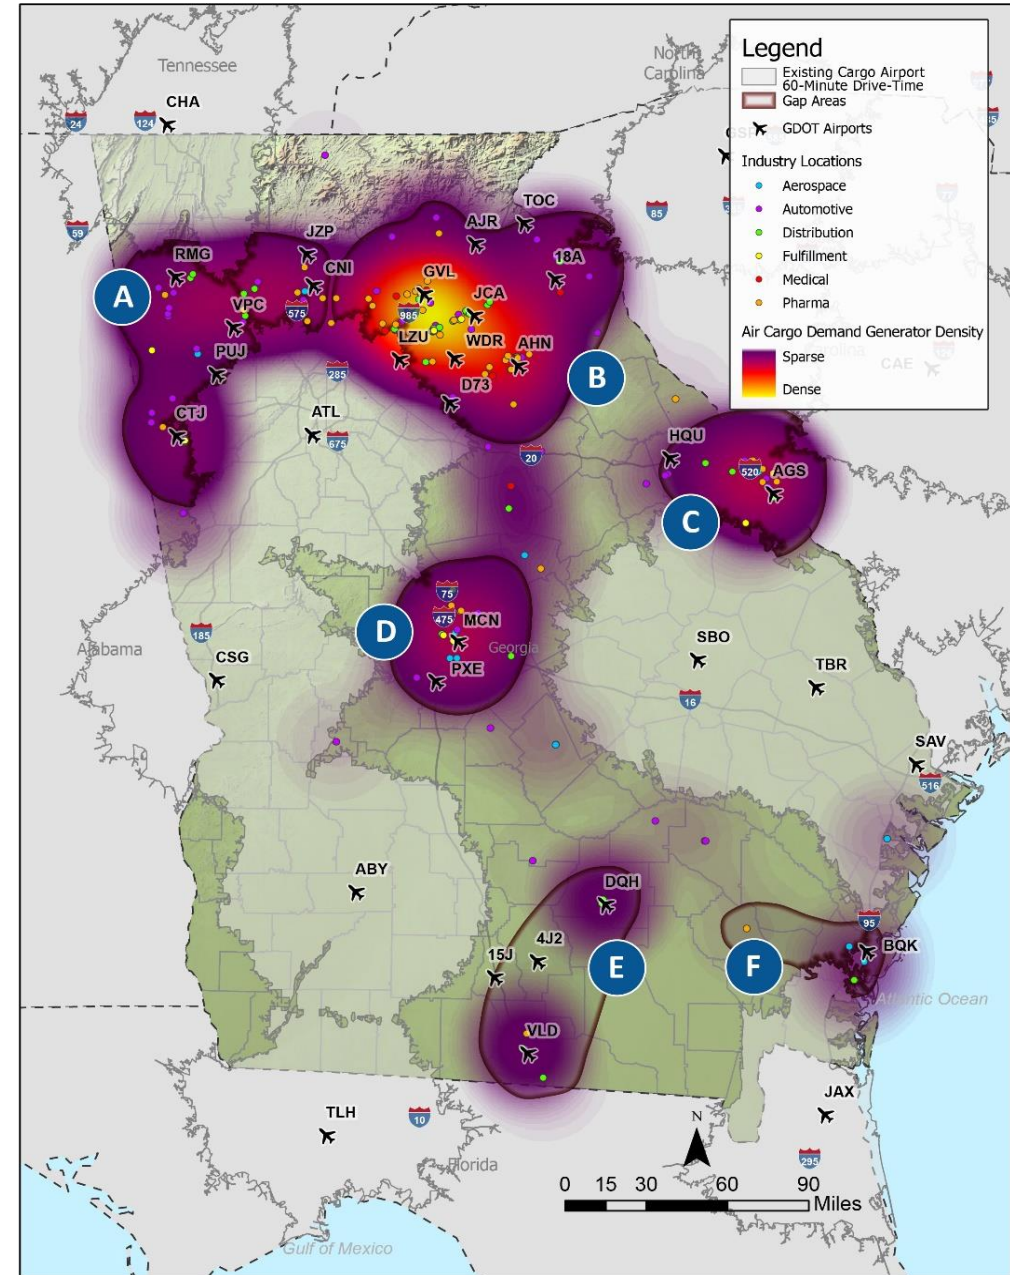 Tennessee
North
Carolina
CHA
24
124
59
85
TOC
AJR
JZP
18A
RMG
CNI
GVL
A
VPC
575
985
JCA
LZU
WDR
AHN
PUJ
285
D73
B
CTJ
ATL
675
20
HQU
520
AGS
C
75
475
MCN
D
Georgia
PXE
Alabama
185
CSG
SBO
TBR
16
SAV
516
ABY
DQH
95
4J2
15J
E
F
BQK
Atlantic Ocean
VLD
TLH
10
JAX
295
Florida
Gulf of Mexico
N
0 15 30 60 90
Miles
Legend
Existing Cargo Airport
60-Minute Drive-Time
Gap Areas
GDOT Airports
Industry Locations
Aerospace
Automotive
Distribution
Fulfillment
Medical
Pharma
Air Cargo Demand Generator Density
Sparse
Dense
CAE